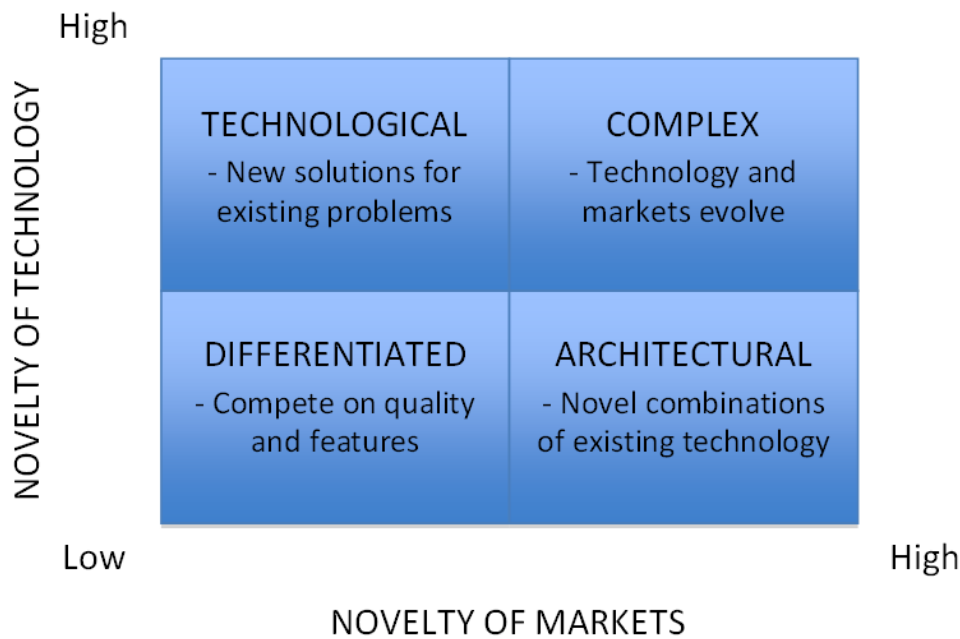 High
NOVELTY OF TECHNOLOGY
TECHNOLOGICAL
- New solutions for
existing problems
COMPLEX
- Technology and
markets evolve
DIFFERENTIATED
- Compete on quality
and features
ARCHITECTURAL
- Novel combinations
of existing technology
Low
High
NOVELTY OF MARKETS